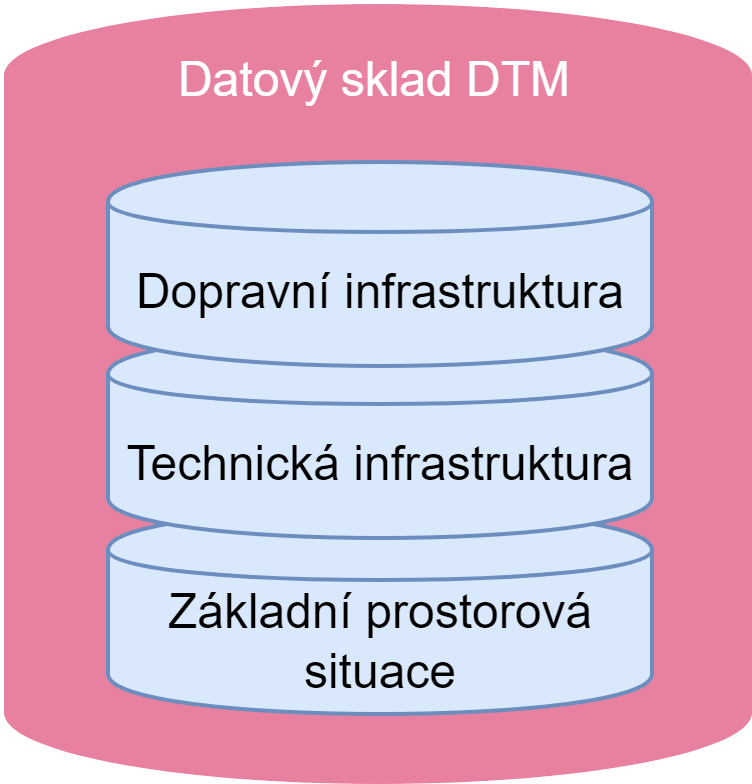 Datový sklad DTM
Dopravní infrastruktura
Technická infrastruktura
Základní prostorová
situace